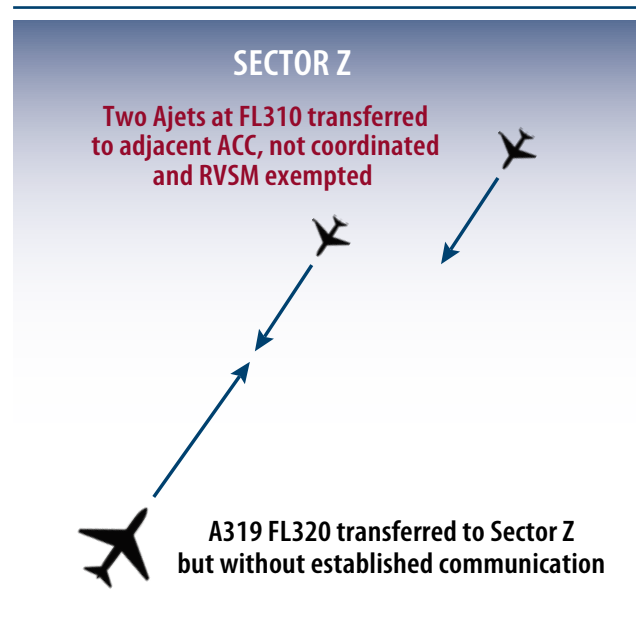 SECTOR Z
Two Ajets at FL310 transferred
to adjacent ACC, not coordinated
and RVSM exempted
A319 FL320 transferred to Sector Z
but without established communication